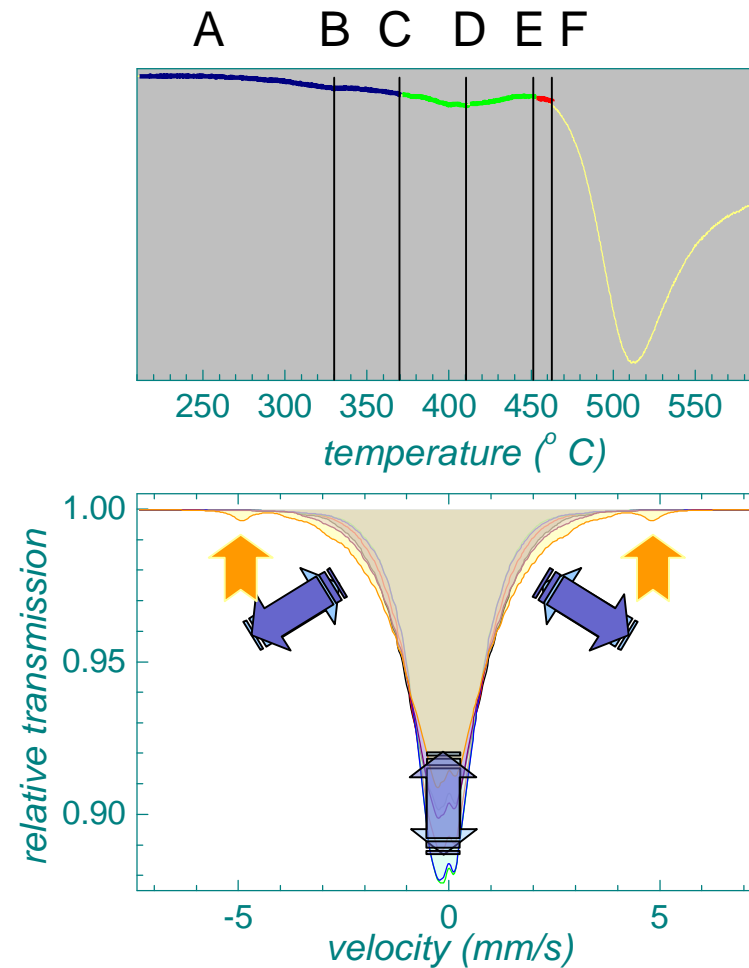 A B C D E F
250 300 350 400 450 500 550
temperature (° C)
1.00
0.95
0.90
relative transmission
-5 0 5
velocity (mm/s)